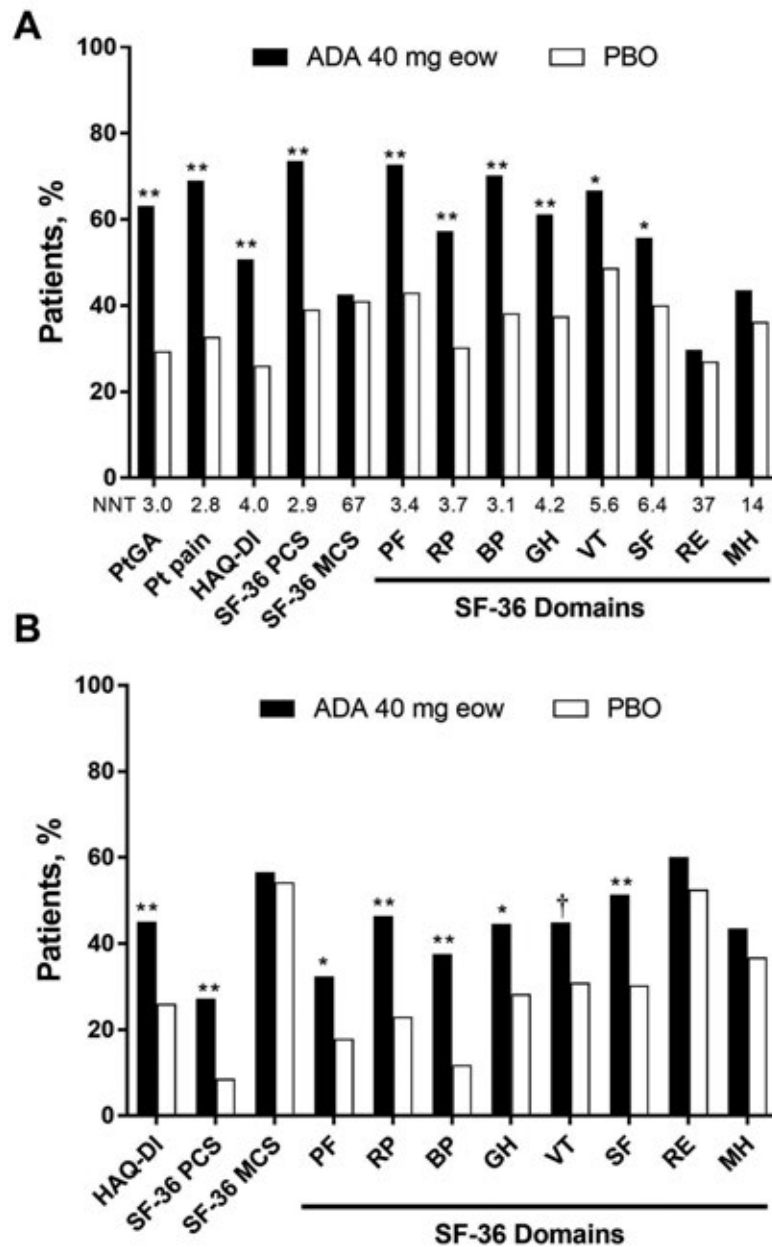 A
100
80
60
40
20
0
Patients, %
ADA 40 mg eow PBO
** ** ** ** ** ** ** ** * *
NNT 3.0 2.8 4.0 2.9 67 3.4 3.7 3.1 4.2 5.6 6.4 37 14
PtGA Pt pain HAQ-DI SF-36 PCS SF-36 MCS PF RP BP GH VT SF RE MH
SF-36 Domains
B
100
80
60
40
20
0
Patients, %
ADA 40 mg eow PBO
** ** * ** ** * † **
HAQ-DI SF-36 PCS SF-36 MCS PF RP BP GH VT SF RE MH
SF-36 Domains